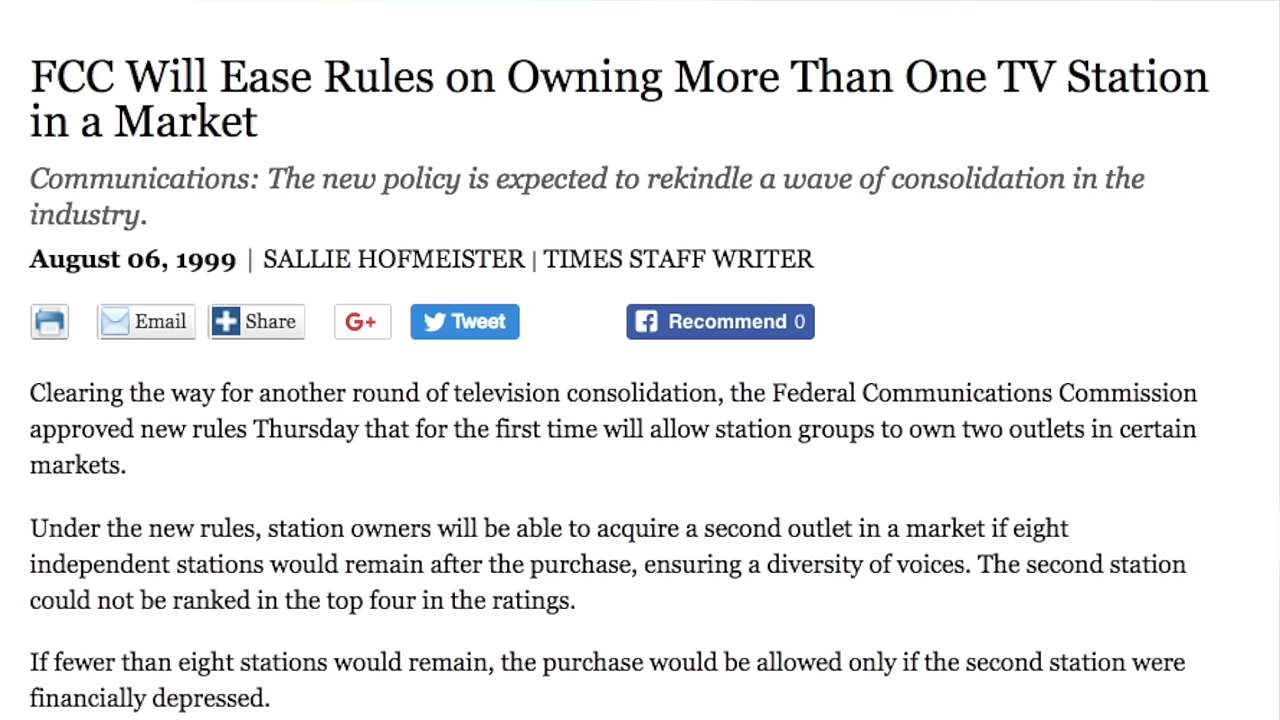 FCC Will Ease Rules on Owning More Than One TV Station
in a Market
Communications: The new policy is expected to rekindle a wave of consolidation in the
industry.
August 06, 1999 | SALLIE HOFMEISTER | TIMES STAFF WRITER
Email Share G+ Tweet Recommend 0
Clearing the way for another round of television consolidation, the Federal Communications Commission
approved new rules Thursday that for the first time will allow station groups to own two outlets in certain
markets.
Under the new rules, station owners will be able to acquire a second outlet in a market if eight
independent stations would remain after the purchase, ensuring a diversity of voices. The second station
could not be ranked in the top four in the ratings.
If fewer than eight stations would remain, the purchase would be allowed only if the second station were
financially depressed.